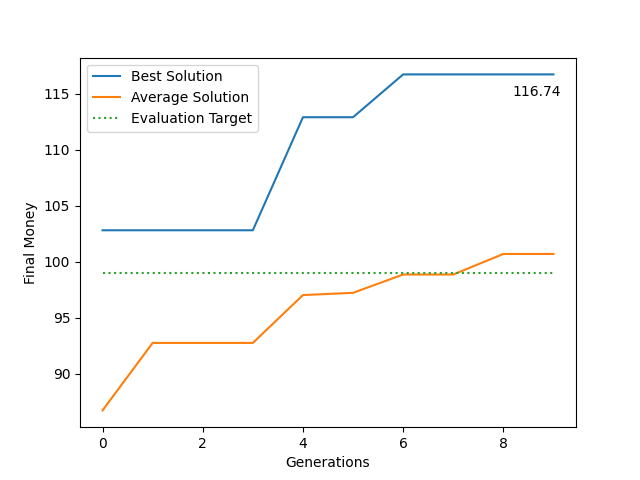 Best Solution
Average Solution
Evaluation Target
116.74
115
110
105
100
95
90
Final Money
0
2
4
6
8
Generations